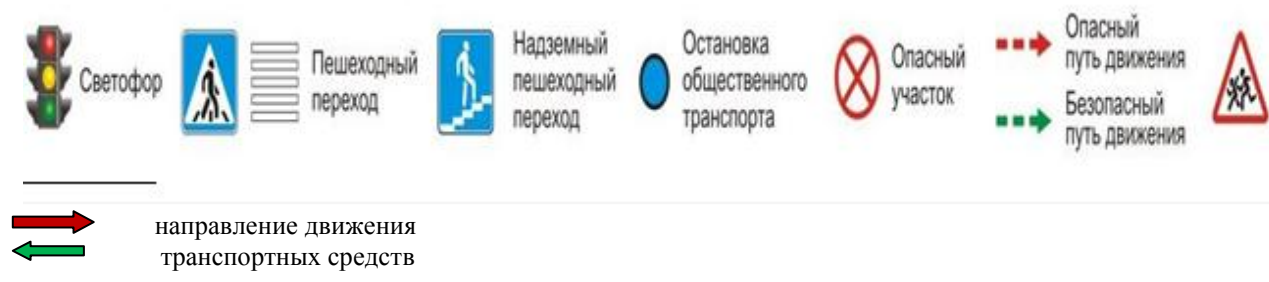 Светофор
Пешеходный
переход
Надземный
пешеходный
переход
Остановка
общественного
транспорта
Опасный
участок
Опасный
путь движения
Безопасный
путь движения
направление движения
транспортных средств